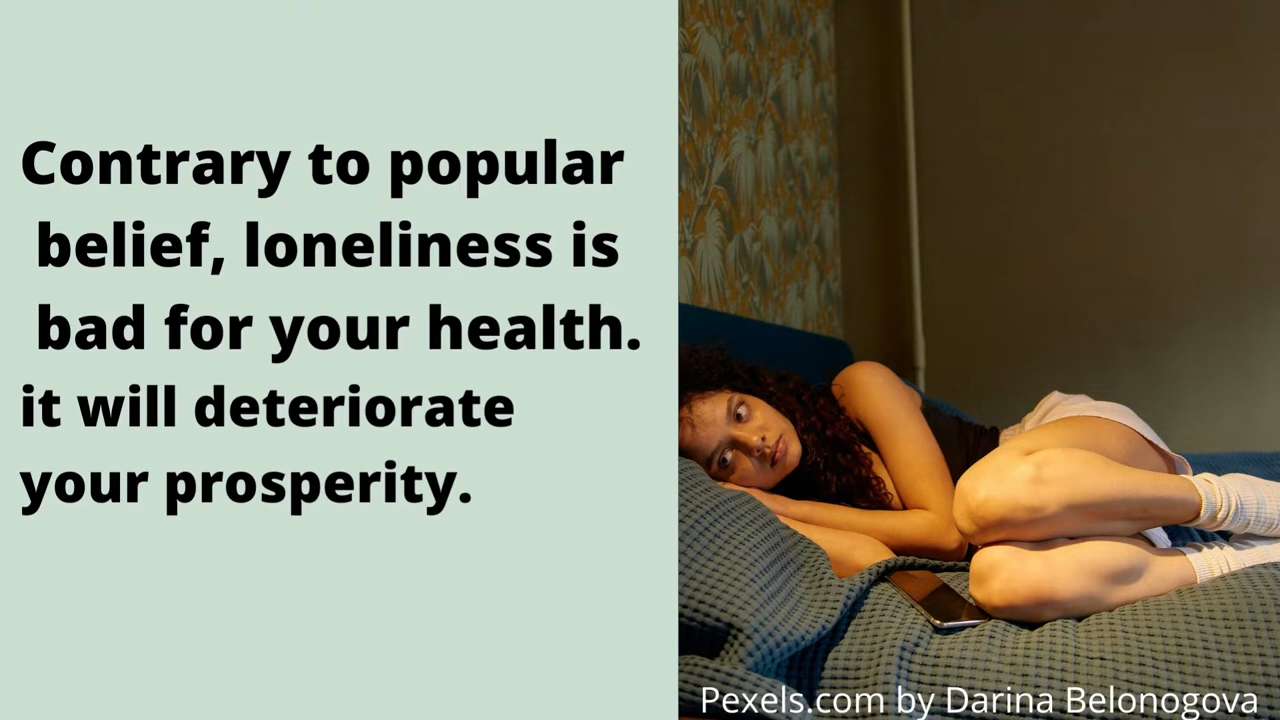 Contrary to popular
belief, loneliness is
bad for your health.
it will deteriorate
your prosperity.
Pexels.com by Darina Belonogova